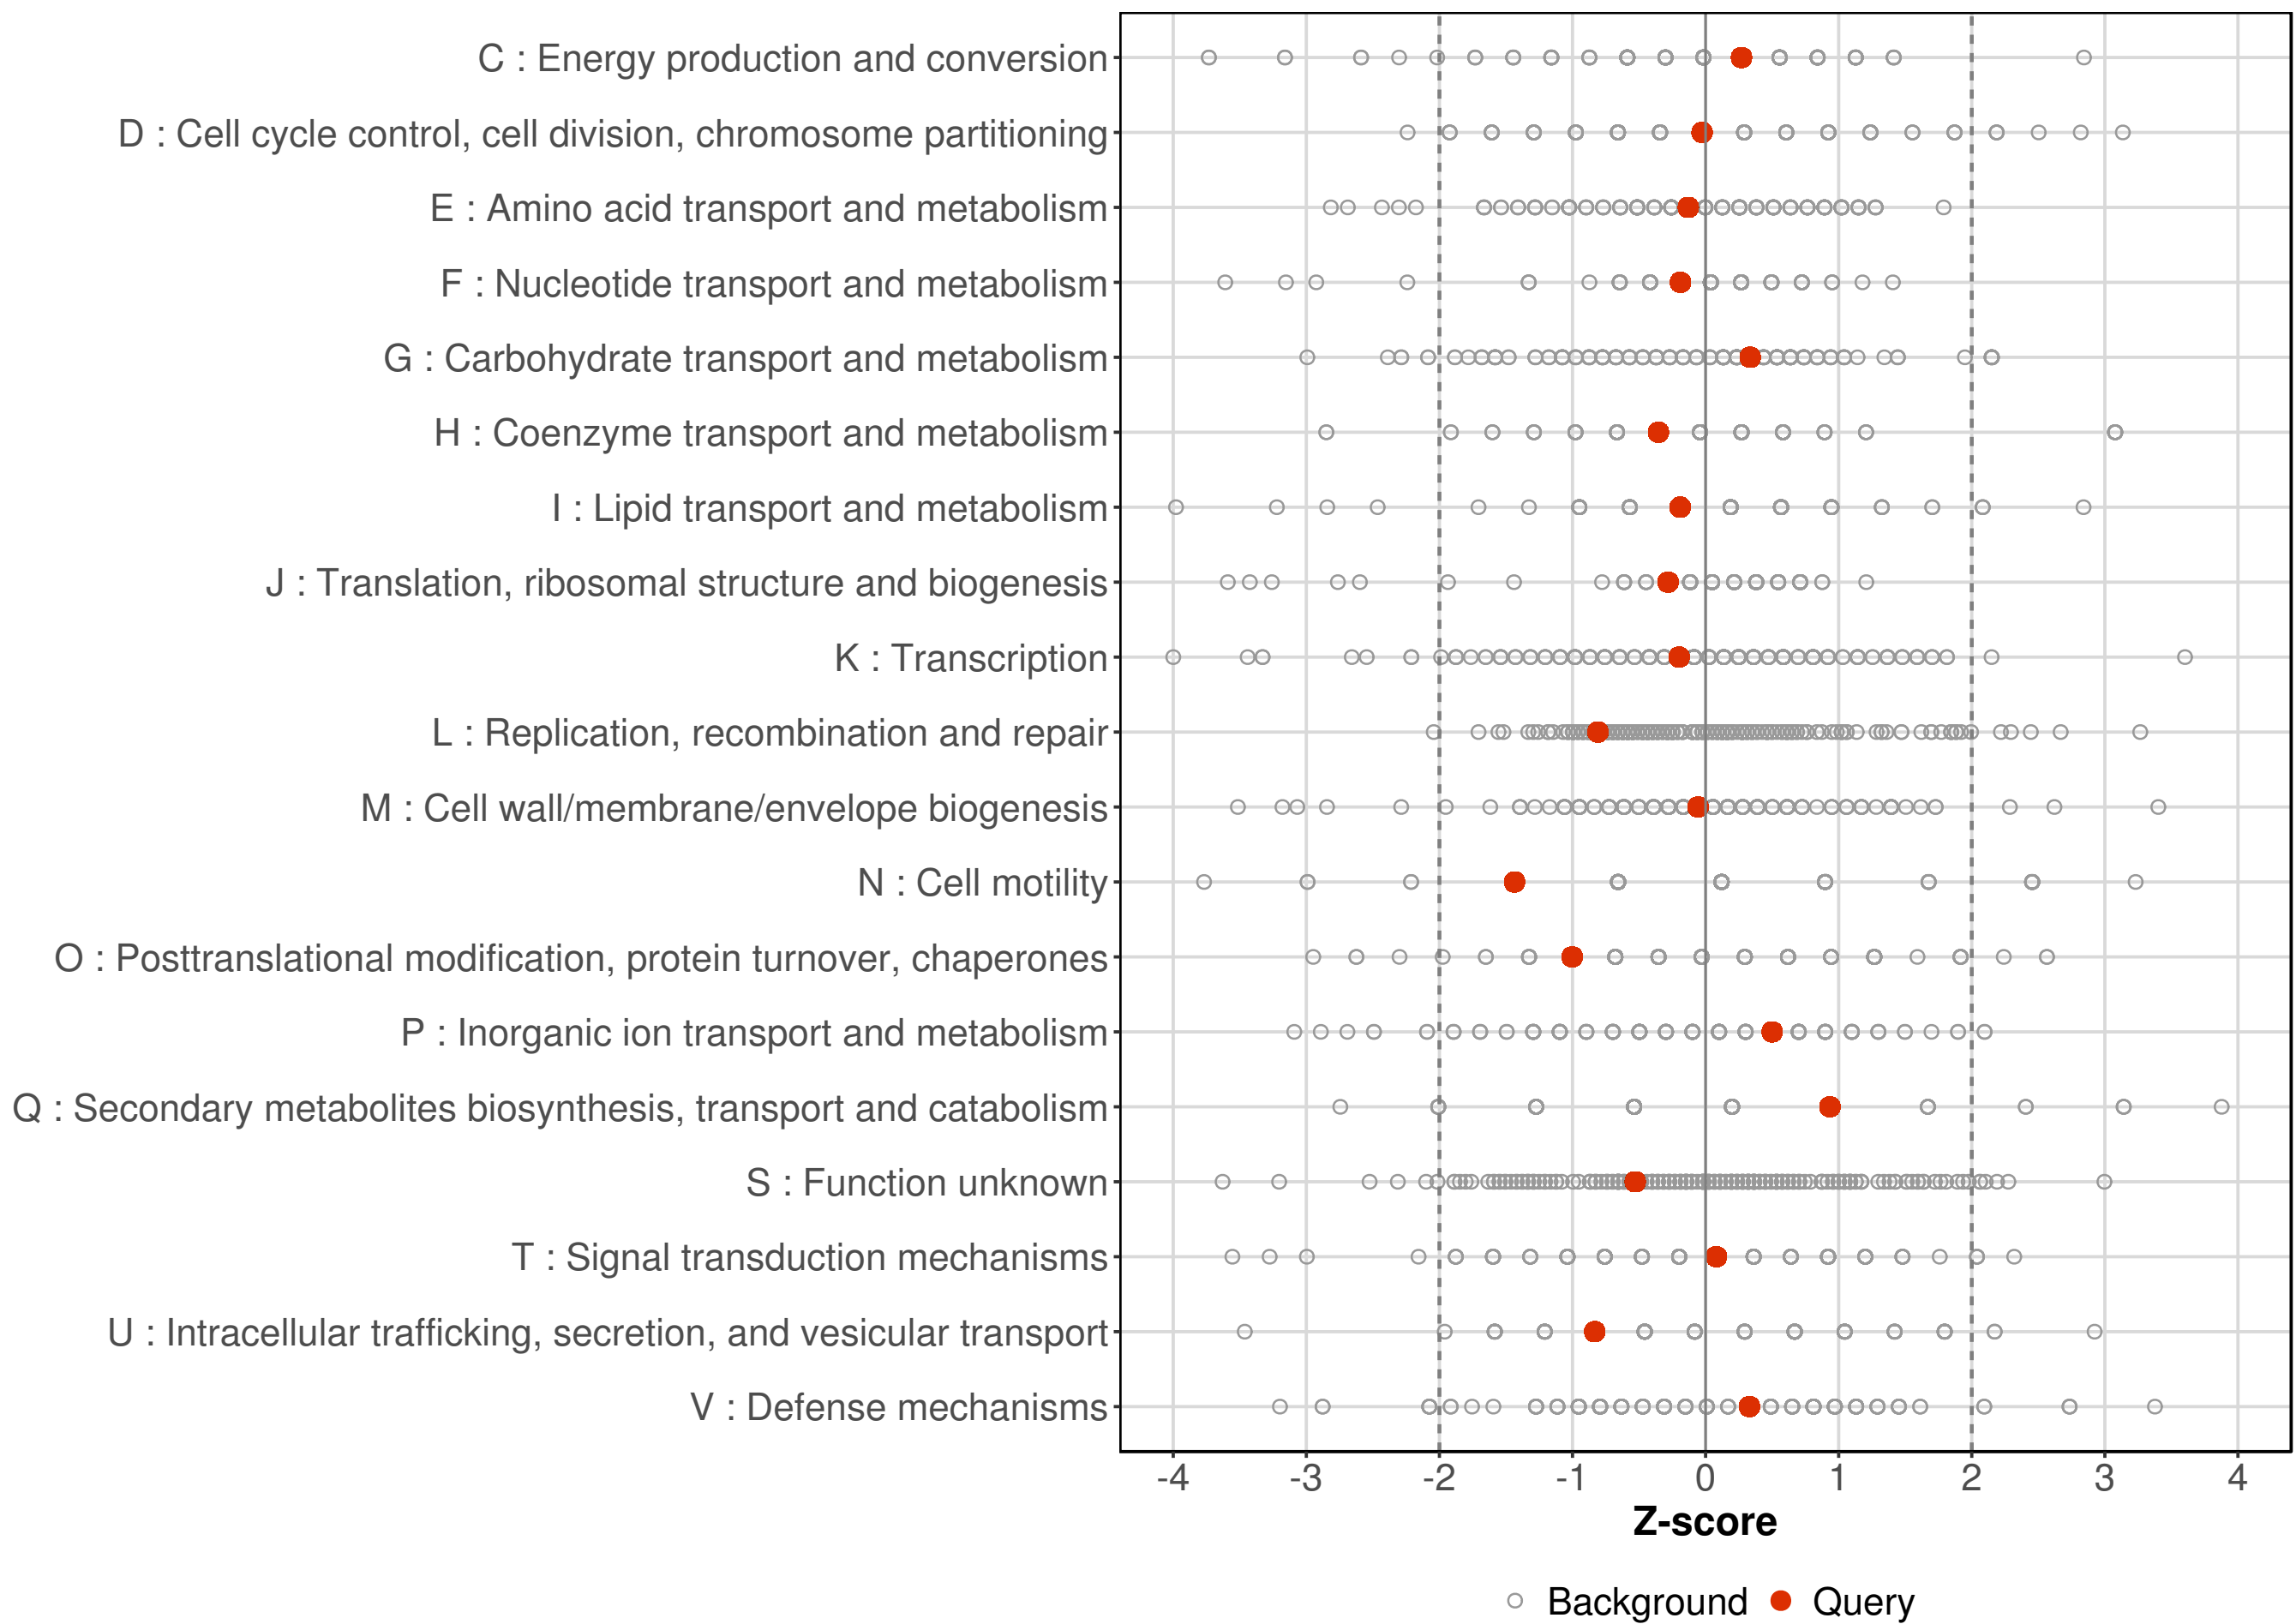 C : Energy production and conversion
D : Cell cycle control, cell division, chromosome partitioning
E : Amino acid transport and metabolism
F : Nucleotide transport and metabolism
G : Carbohydrate transport and metabolism
H : Coenzyme transport and metabolism
I : Lipid transport and metabolism
J : Translation, ribosomal structure and biogenesis
K : Transcription
L : Replication, recombination and repair
M : Cell wall/membrane/envelope biogenesis
N : Cell motility
O : Posttranslational modification, protein turnover, chaperones
P : Inorganic ion transport and metabolism
Q : Secondary metabolites biosynthesis, transport and catabolism
S : Function unknown
T : Signal transduction mechanisms
U : Intracellular trafficking, secretion, and vesicular transport
V : Defense mechanisms
-4 -3 -2 -1 0 1 2 3 4
Z-score
Background Query